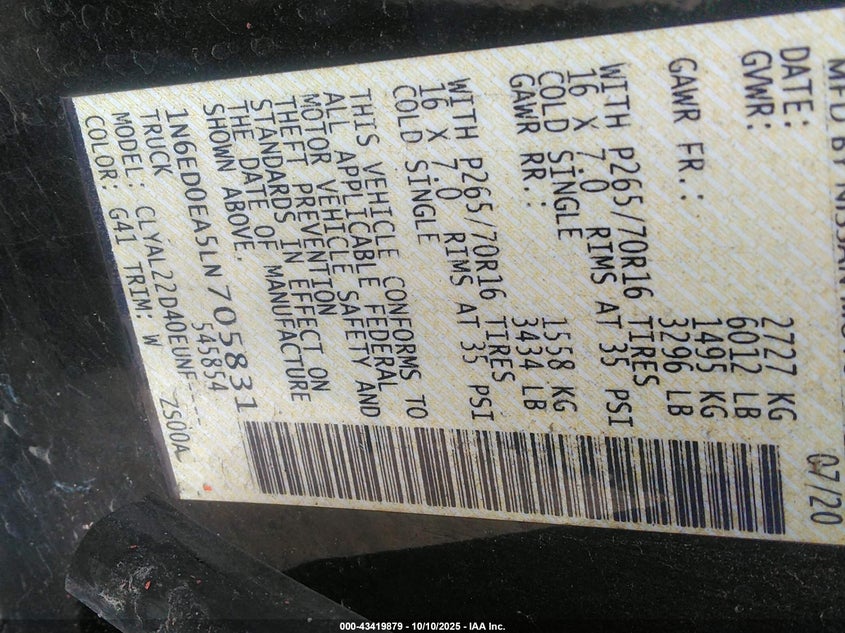 MFD BY NISSAN
DATE: 07/20
GVWR: 2727 KG
6012 LB
GAWR FR.: 1495 KG
3296 LB
WITH P265/70R16 TIRES
16 X 7.0 RIMS AT 35 PSI
COLD SINGLE
GAWR RR.: 1558 KG
3434 LB
WITH P265/70R16 TIRES
16 X 7.0 RIMS AT 35 PSI
COLD SINGLE
THIS VEHICLE CONFORMS TO
ALL APPLICABLE FEDERAL
MOTOR VEHICLE SAFETY AND
THEFT PREVENTION
STANDARDS IN EFFECT ON
THE DATE OF MANUFACTURE
SHOWN ABOVE.
1N6ED0EA5LN705831
TRUCK 545854
MODEL: CLYAL22D40EUNF----
COLOR: G41 TRIM: W ZS00A
000-43419879 - 10/10/2025 - IAA Inc.